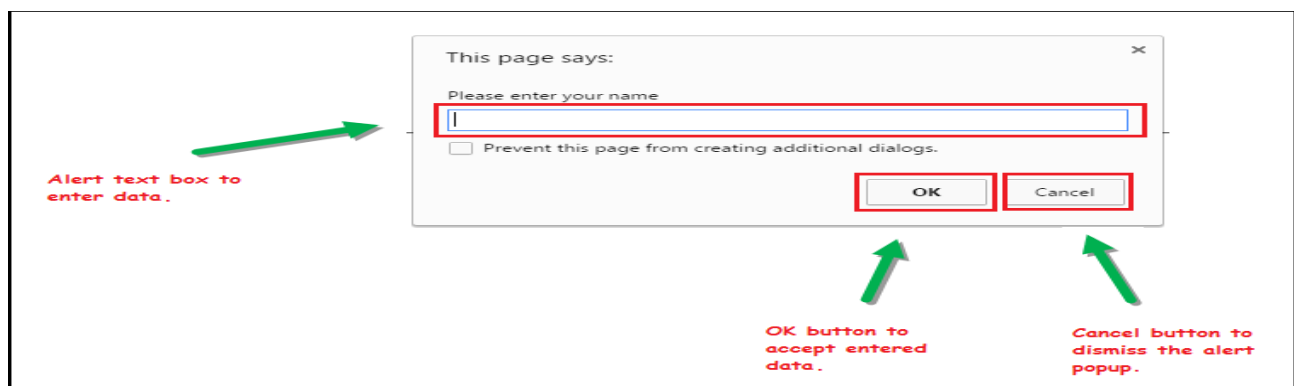 This page says:
×
Please enter your name
Prevent this page from creating additional dialogs.
OK
Cancel
Alert text box to
enter data.
OK button to
accept entered
data.
Cancel button to
dismiss the alert
popup.